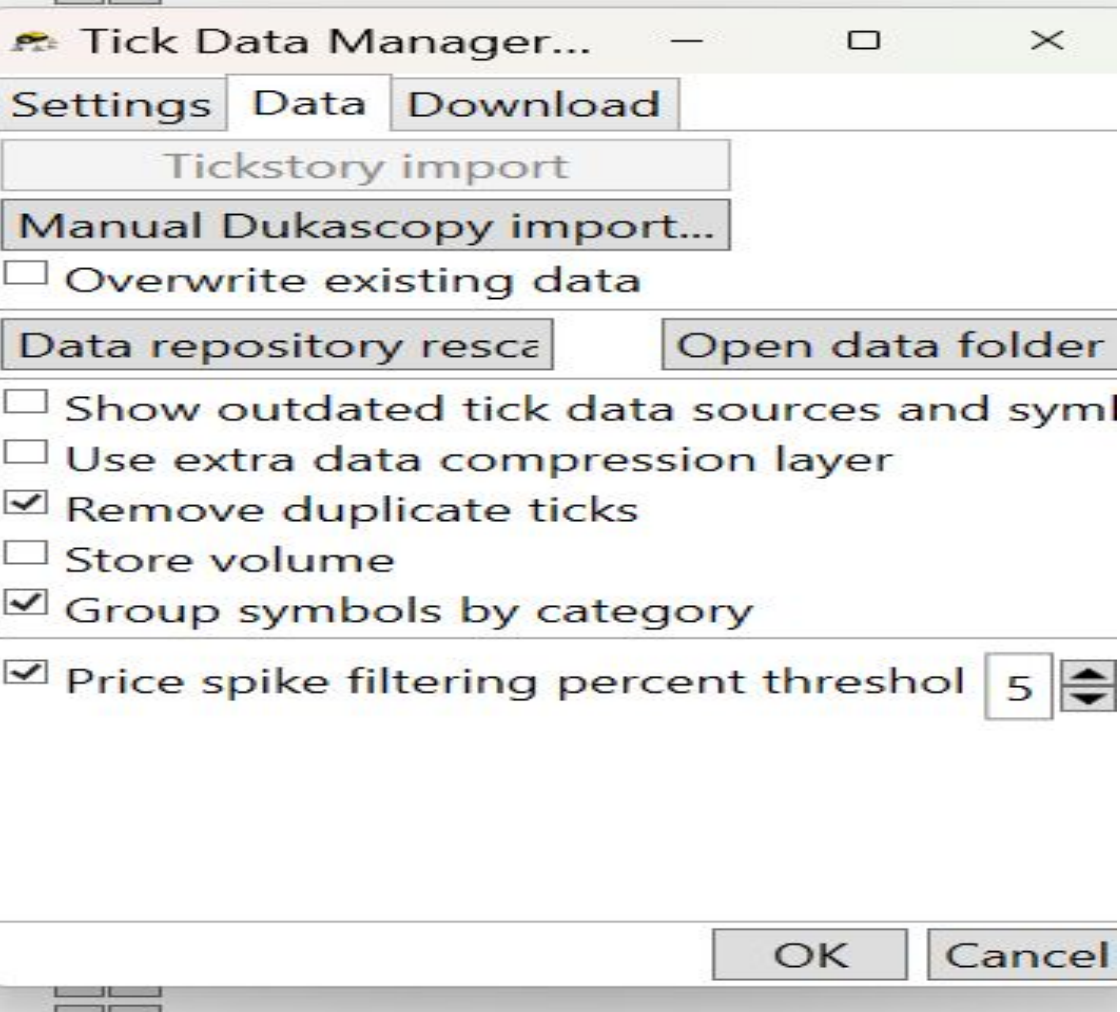 Tick Data Manager...
Settings Data Download
Tickstory import
Manual Dukascopy import...
Overwrite existing data
Data repository resca Open data folder
Show outdated tick data sources and symb
Use extra data compression layer
Remove duplicate ticks
Store volume
Group symbols by category
Price spike filtering percent threshol 5
OK Cancel